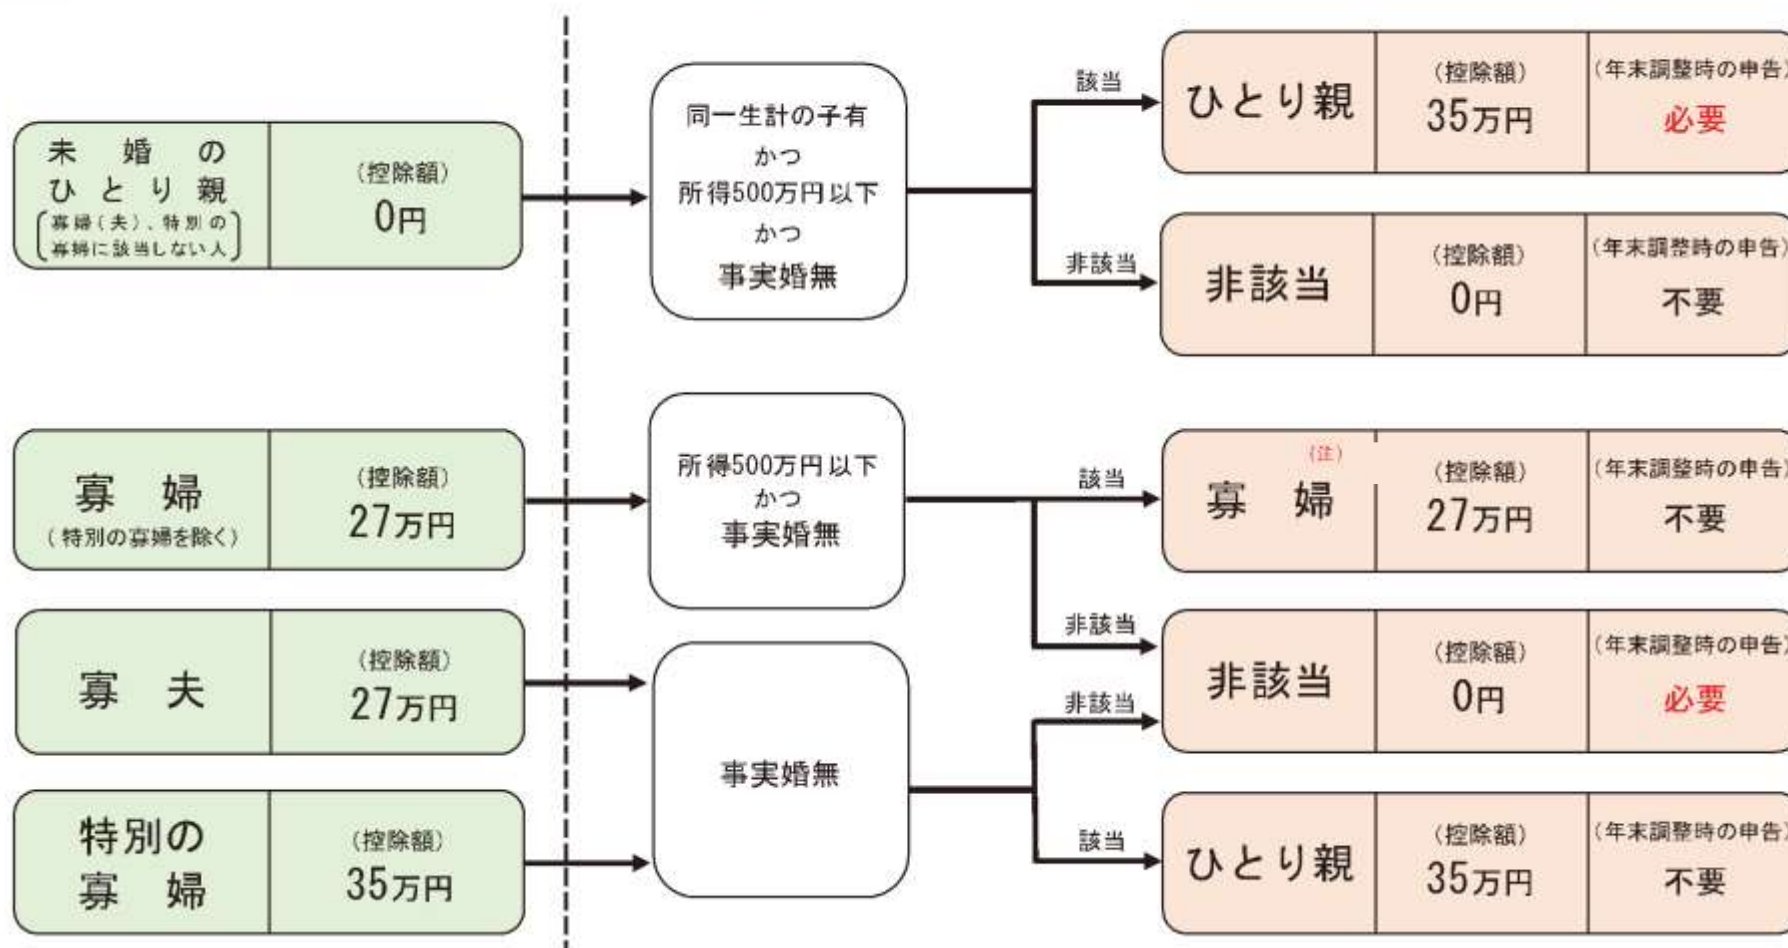 未婚の
ひとり親
寡婦(夫)、特別の
寡婦に該当しない人
(控除額)
0円
同一生計の子有
かつ
所得500万円以下
かつ
事実婚無
該当
ひとり親
(控除額)
35万円
(年末調整時の申告)
必要
非該当
非該当
(控除額)
0円
(年末調整時の申告)
不要
寡婦
(特別の寡婦を除く)
(控除額)
27万円
所得500万円以下
かつ
事実婚無
該当
(注)
寡婦
(控除額)
27万円
(年末調整時の申告)
不要
寡夫
(控除額)
27万円
非該当
非該当
非該当
(控除額)
0円
(年末調整時の申告)
必要
特別の
寡婦
(控除額)
35万円
事実婚無
該当
ひとり親
(控除額)
35万円
(年末調整時の申告)
不要